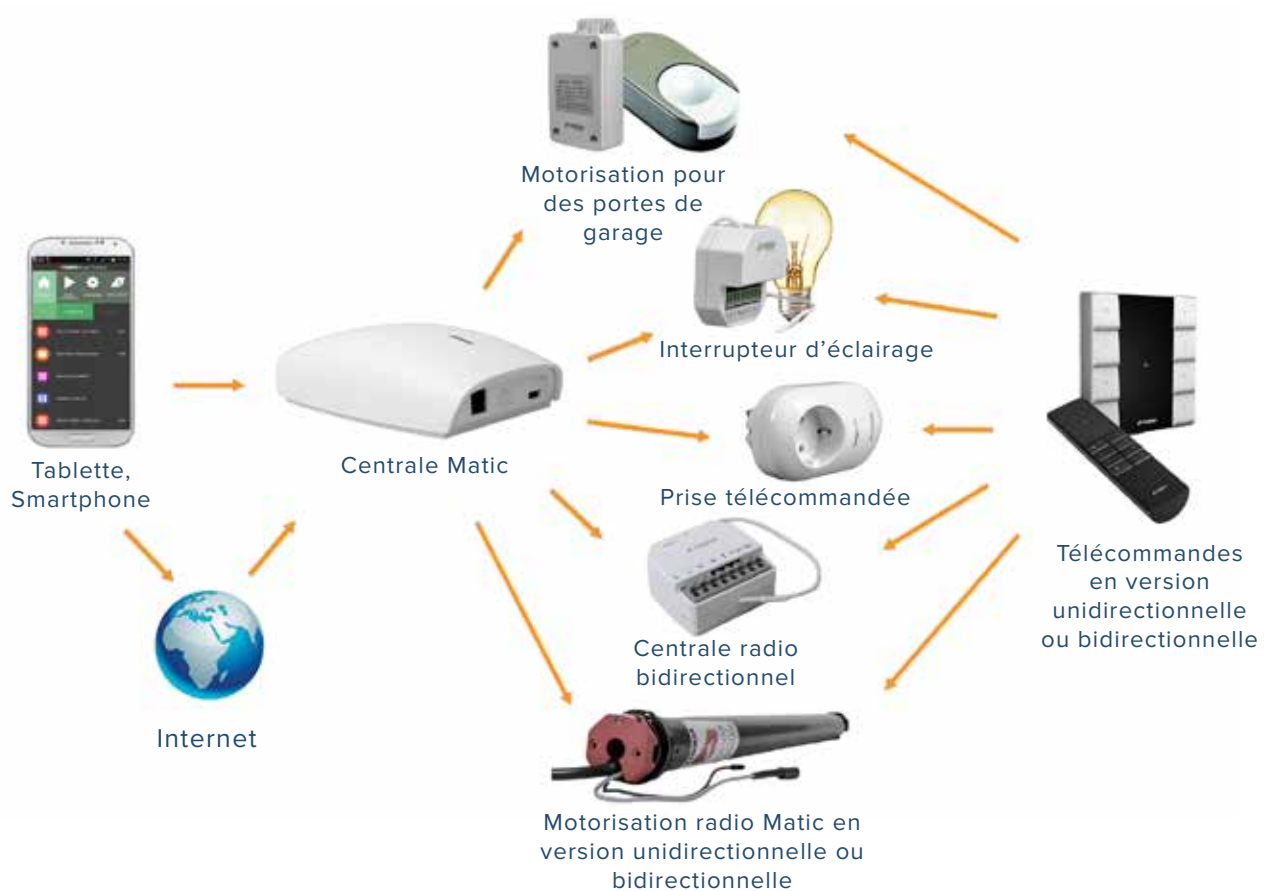 Motorisation pour
des portes de
garage
Interrupteur d'éclairage
Tablette,
Smartphone
Centrale Matic
Prise télécommandée
Télécommandes
en version
unidirectionnelle
ou bidirectionnelle
Centrale radio
bidirectionnel
Internet
Motorisation radio Matic en
version unidirectionnelle ou
bidirectionnelle